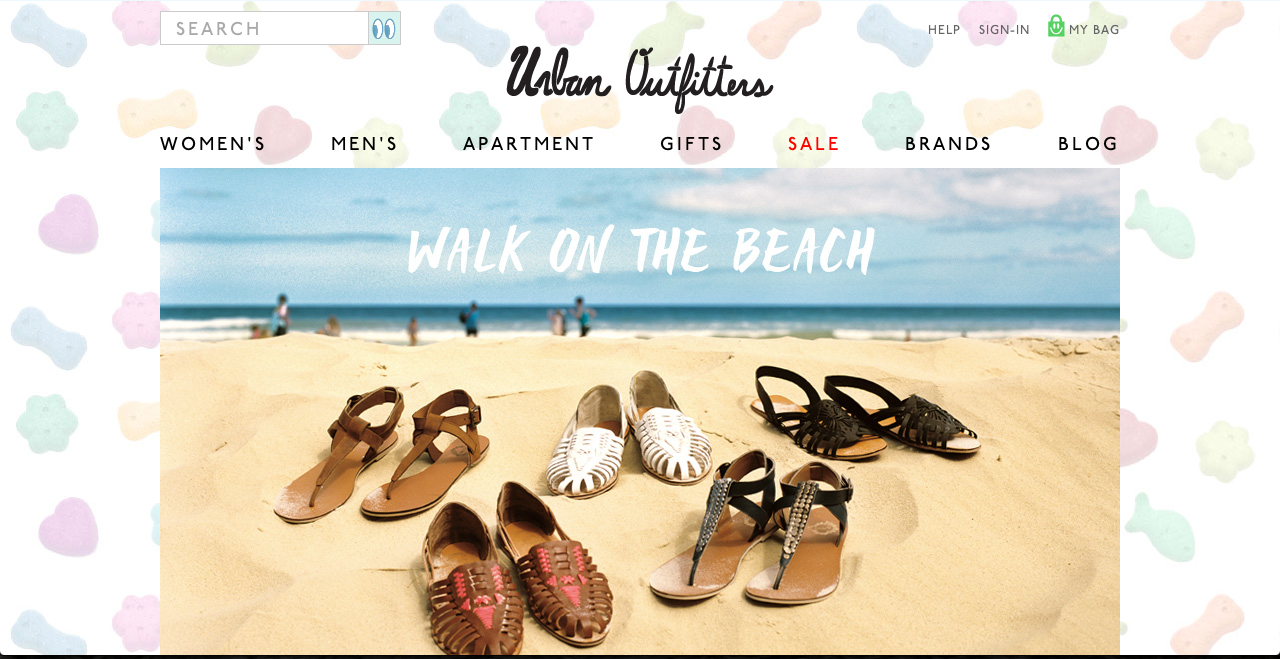 SEARCH
HELP SIGN-IN MY BAG
Urban Outfitters
WOMEN'S MEN'S APARTMENT GIFTS SALE BRANDS BLOG
WALK ON THE BEACH